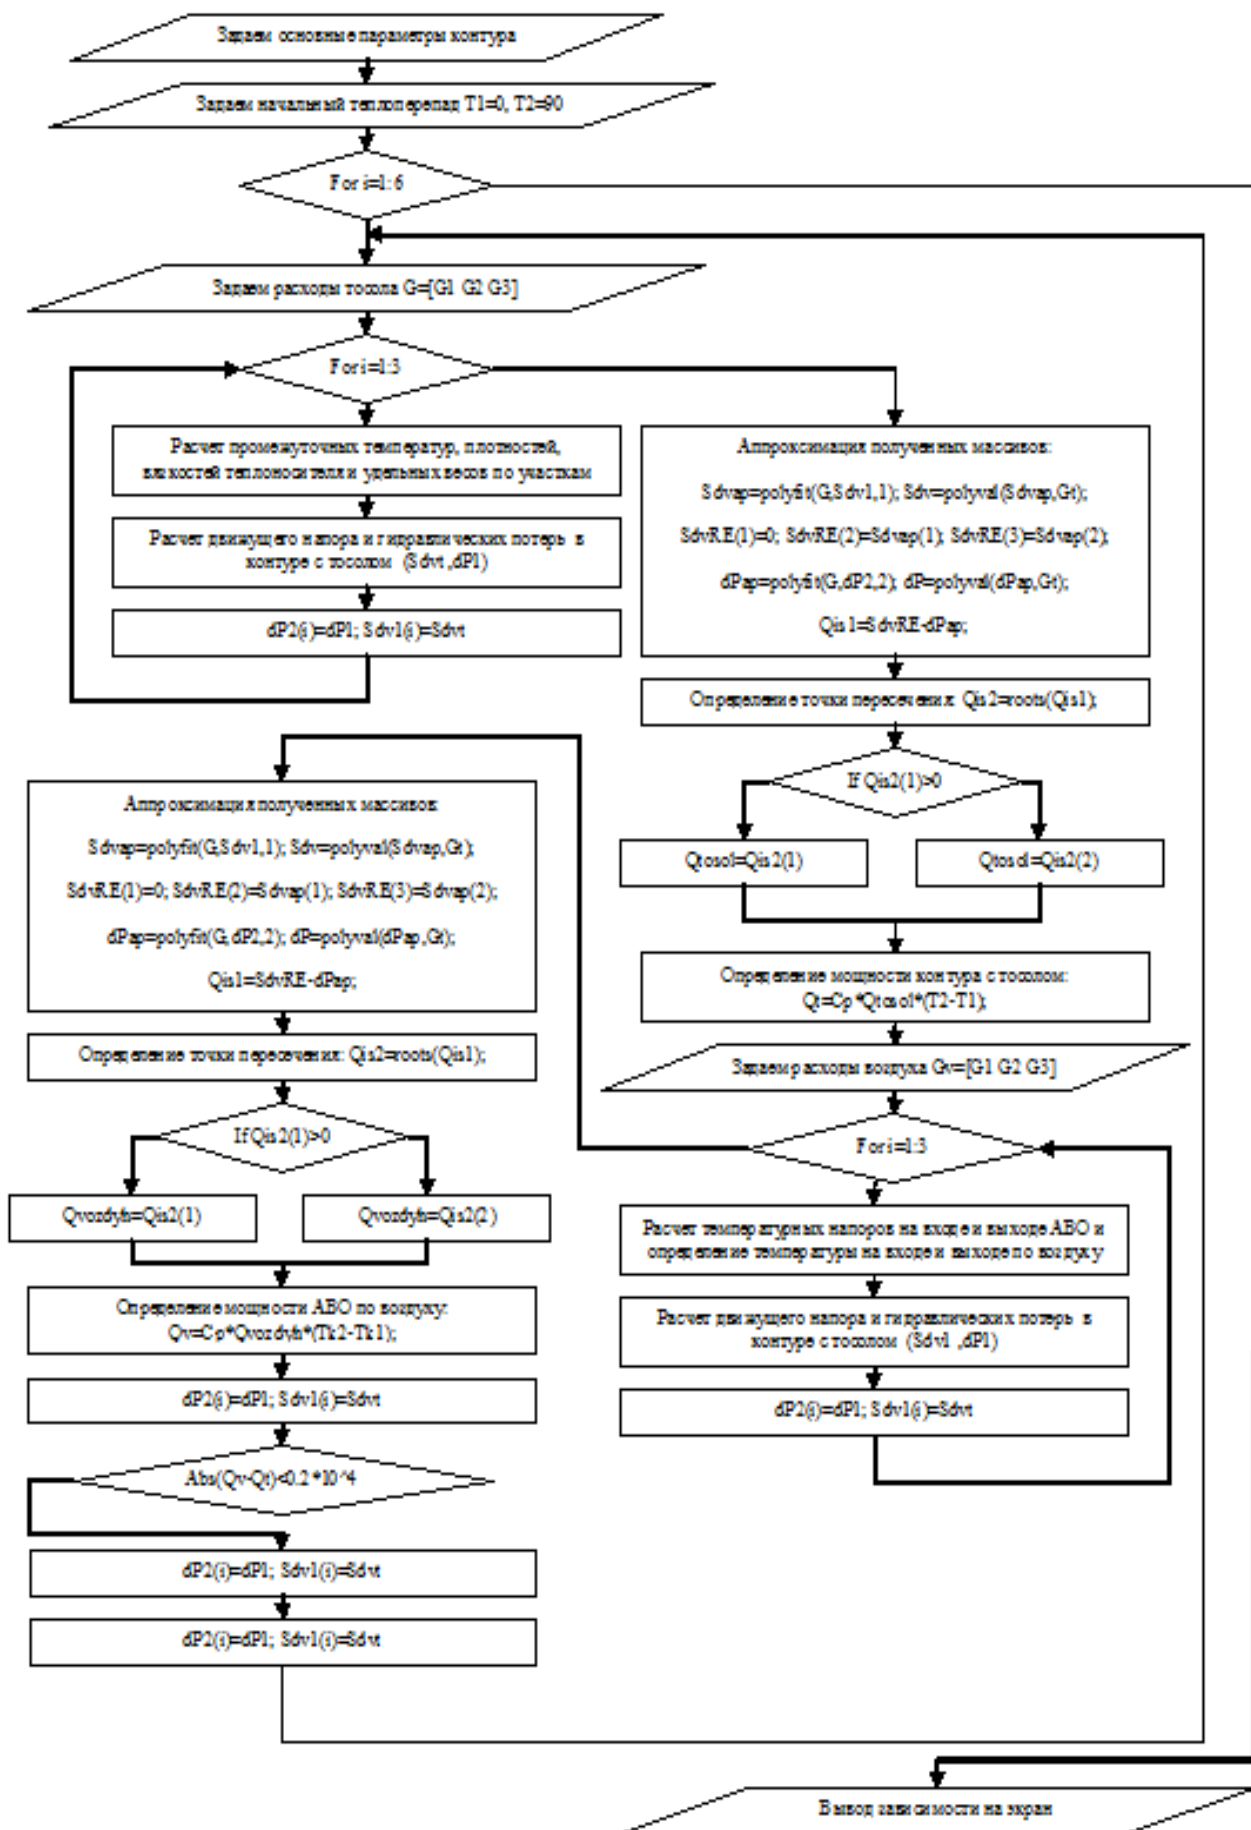 Задаем основные параметры контура
Задаем начальный теплоперепад T1=0, T2=90
For i=1:6
Задаем расходы тосола G=[G1 G2 G3]
For i=1:3
Расчет промежуточных температур, плотностей,
вязкостей теплоносителя и удельных весов по участкам
Расчет движущего напора и гидравлических потерь в
контуре с тосолом (Sdvt ,dP1)
dP2(i)=dP1; Sdv1(i)=Sdvt
Аппроксимация полученных массивов:
Sdvap=polyfit(G,Sdv1,1); Sdv=polyval(Sdvap,Gt);
SdvRE(1)=0; SdvRE(2)=Sdvap(1); SdvRE(3)=Sdvap(2);
dPap=polyfit(G,dP2,2); dP=polyval(dPap,Gt);
Qis1=SdvRE-dPap;
Определение точки пересечения: Qis2=roots(Qis1);
If Qis2(1)>0
Qtosol=Qis2(1)
Qtosol=Qis2(2)
Определение мощности контура с тосолом:
Qt=Cp*Qtosol*(T2-T1);
Задаем расходы воздуха Gv=[G1 G2 G3]
For i=1:3
Расчет температурных напоров на входе и выходе АВО и
определение температуры на входе и выходе по воздуху
Расчет движущего напора и гидравлических потерь в
контуре с тосолом (Sdv1 ,dP1)
dP2(i)=dP1; Sdv1(i)=Sdvt
Аппроксимация полученных массивов:
Sdvap=polyfit(G,Sdv1,1); Sdv=polyval(Sdvap,Gt);
SdvRE(1)=0; SdvRE(2)=Sdvap(1); SdvRE(3)=Sdvap(2);
dPap=polyfit(G,dP2,2); dP=polyval(dPap,Gt);
Qis1=SdvRE-dPap;
Определение точки пересечения: Qis2=roots(Qis1);
If Qis2(1)>0
Qvozdyh=Qis2(1)
Qvozdyh=Qis2(2)
Определение мощности АВО по воздуху:
Qv=Cp*Qvozdyh*(Tk2-Tk1);
dP2(i)=dP1; Sdv1(i)=Sdvt
Abs(Qv-Qt)<0.2*10^4
dP2(i)=dP1; Sdv1(i)=Sdvt
dP2(i)=dP1; Sdv1(i)=Sdvt
Вывод зависимости на экран